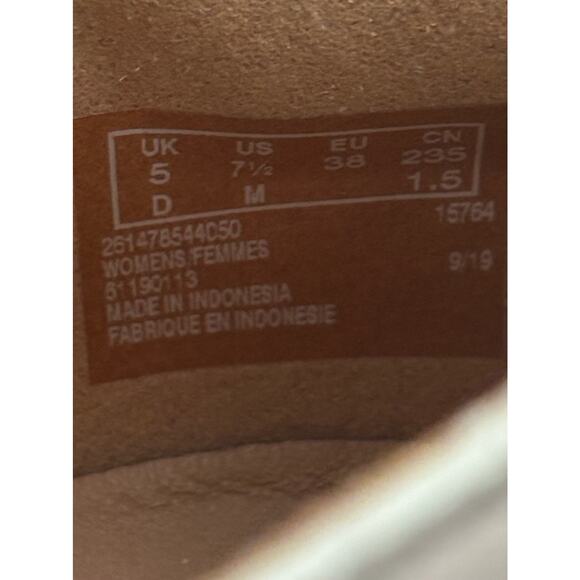 UK US EU CN
5 7½ 38 235
D M 1.5
261478544050 15764
WOMENS/FEMMES
61190113 9/19
MADE IN INDONESIA
FABRIQUE EN INDONESIE